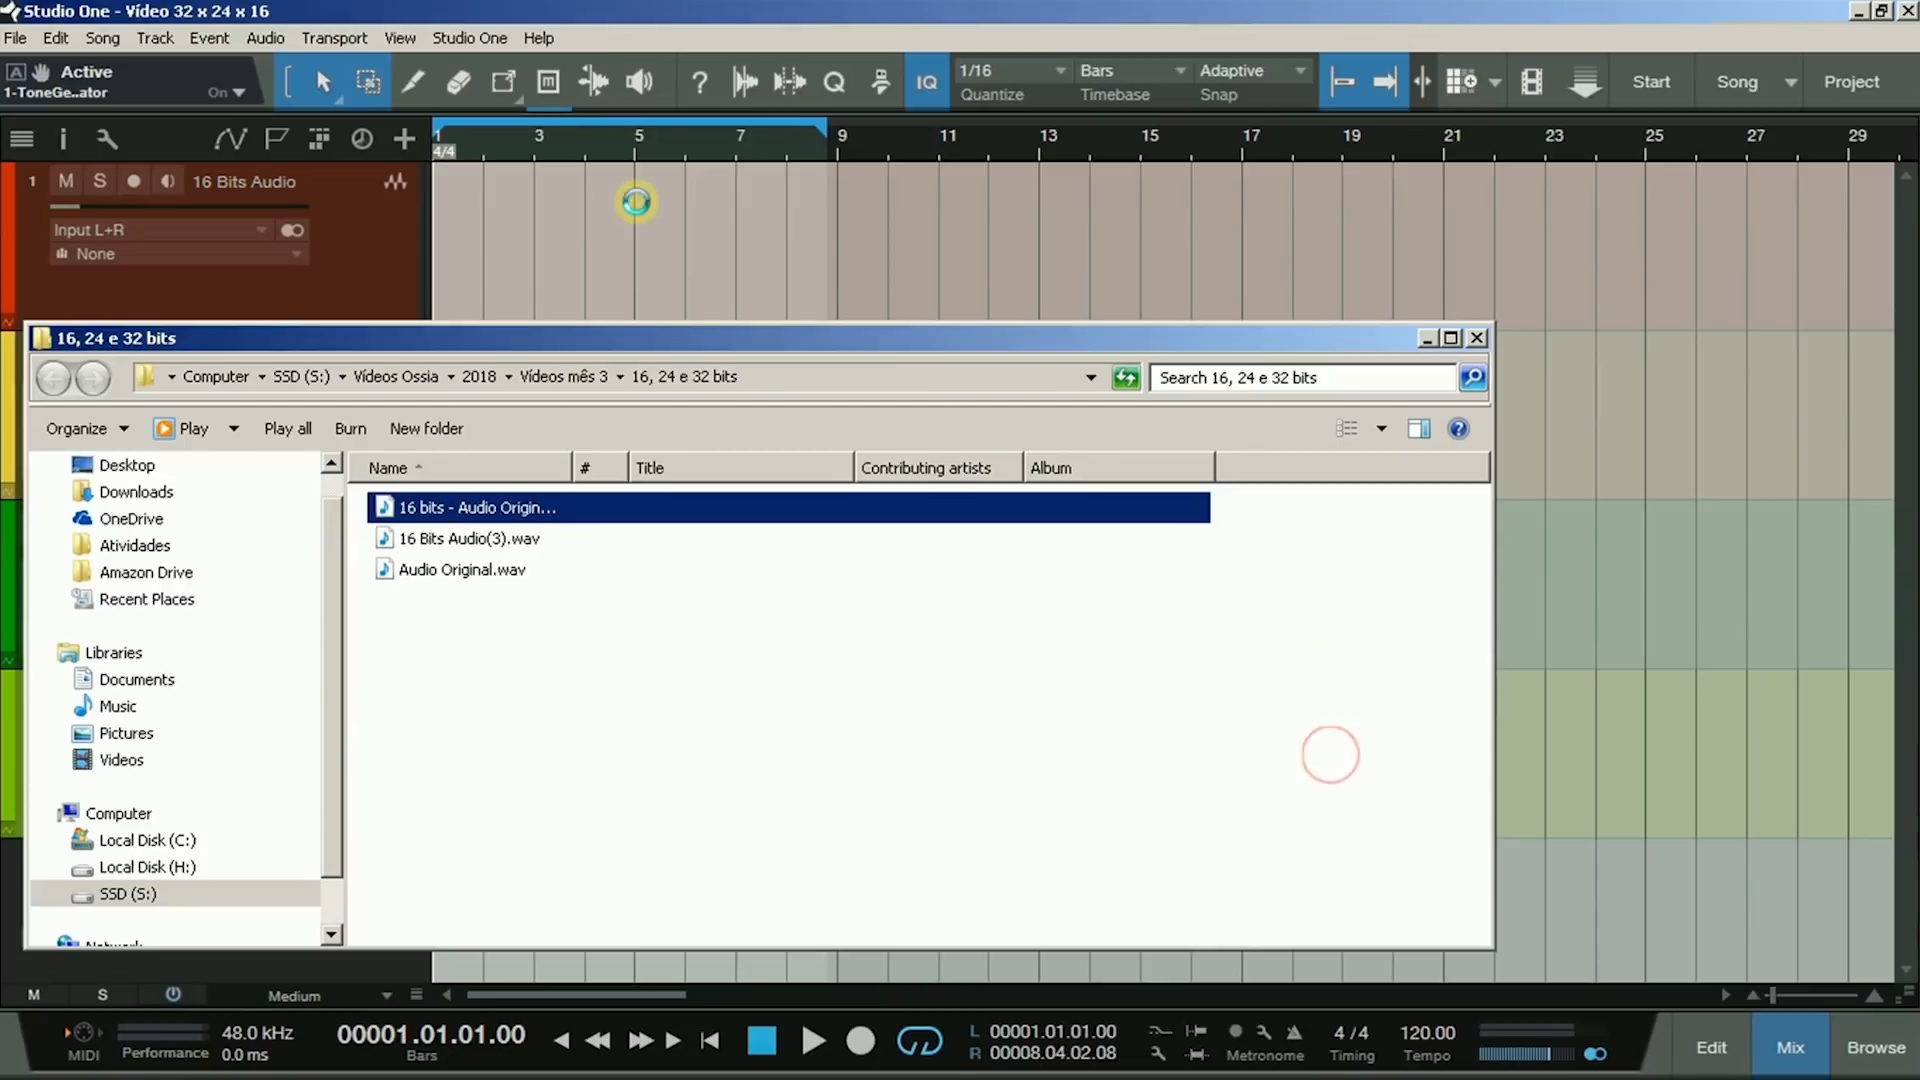 Studio One - Vídeo 32 x 24 x 16
File Edit Song Track Event Audio Transport View Studio One Help
A Active
1-ToneGe..ator On
? Q IQ 1/16 Bars Adaptive Start Song Project
Quantize Timebase Snap
i 1 3 5 7 9 11 13 15 17 19 21 23 25 27 29
4/4
1 M S 16 Bits Audio
Input L+R
None
16, 24 e 32 bits
Computer SSD (S:) Vídeos Ossia 2018 Vídeos mês 3 16, 24 e 32 bits Search 16, 24 e 32 bits
Organize Play Play all Burn New folder
Name # Title Contributing artists Album
Desktop
Downloads
OneDrive
Atividades
Amazon Drive
Recent Places
Libraries
Documents
Music
Pictures
Videos
Computer
Local Disk (C:)
Local Disk (H:)
SSD (S:)
Network
16 bits - Audio Origin...
16 Bits Audio(3).wav
Audio Original.wav
M S Medium
MIDI
48.0 kHz
Performance 0.0 ms
00001.01.01.00
Bars
L 00001.01.01.00
R 00008.04.02.08
Metronome
4 / 4
Timing
120.00
Tempo
Edit Mix Browse